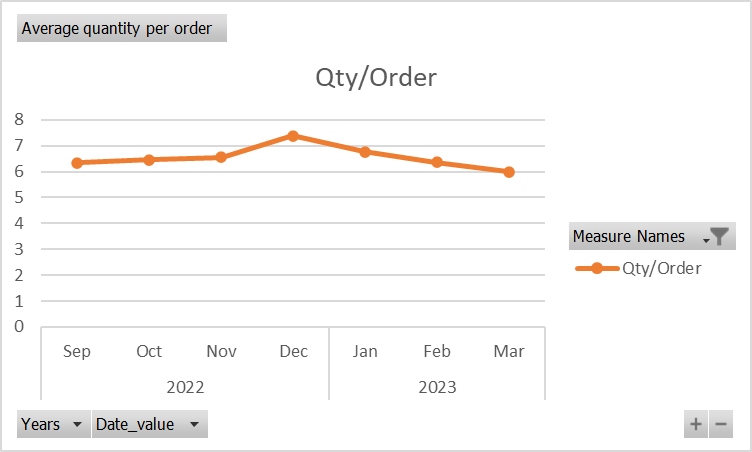 Average quantity per order
Qty/Order
8
7
6
5
4
3
2
1
0
Sep Oct Nov Dec Jan Feb Mar
2022 2023
Measure Names
Qty/Order
Years Date_value
+ −